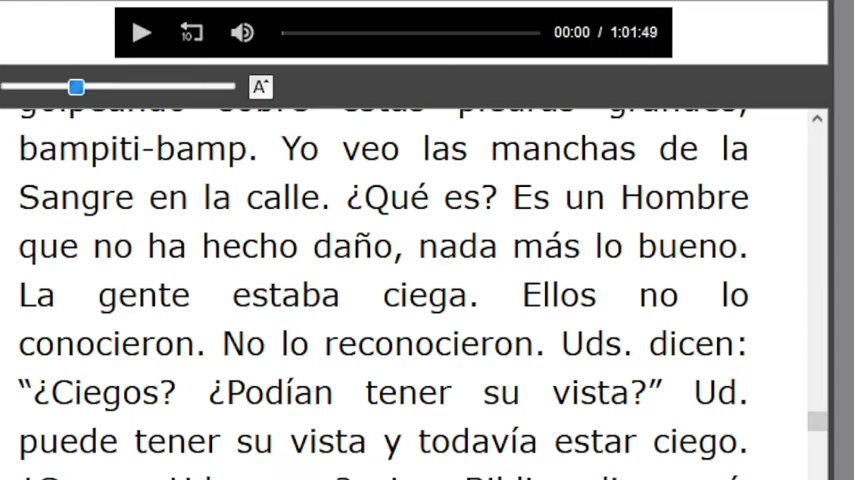 10
00:00 / 1:01:49
A
bampiti-bamp. Yo veo las manchas de la
Sangre en la calle. ¿Qué es? Es un Hombre
que no ha hecho daño, nada más lo bueno.
La gente estaba ciega. Ellos no lo
conocieron. No lo reconocieron. Uds. dicen:
“¿Ciegos? ¿Podían tener su vista?” Ud.
puede tener su vista y todavía estar ciego.